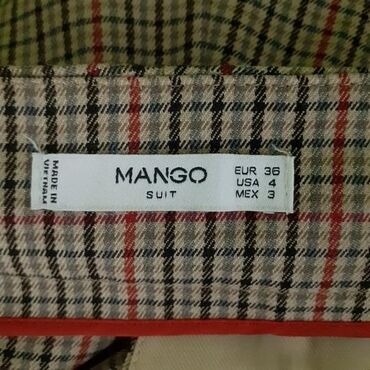 MADE IN
VIETNAM
MANGO
SUIT
EUR 36
USA 4
MEX 3